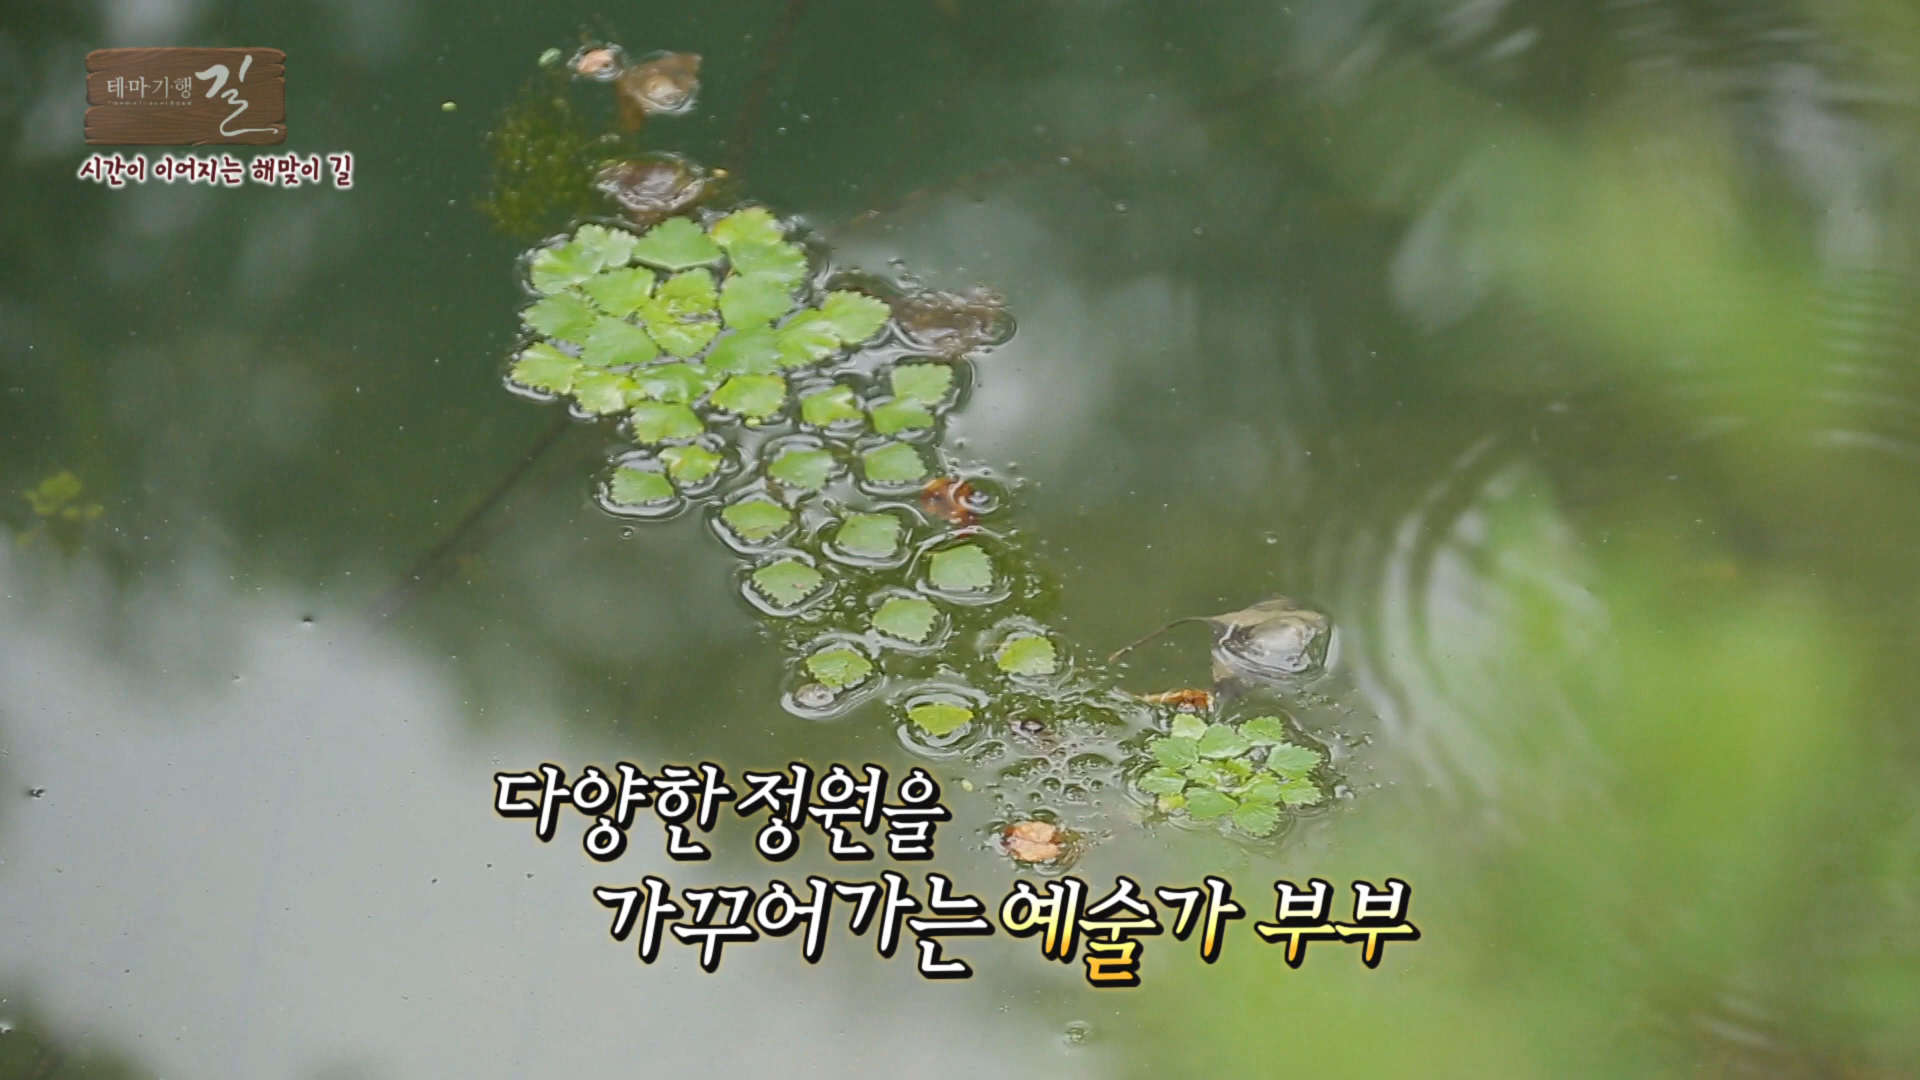 테·마·기·행 길
시간이 이어지는 해맞이 길
다양한 정원을
가꾸어가는 예술가 부부